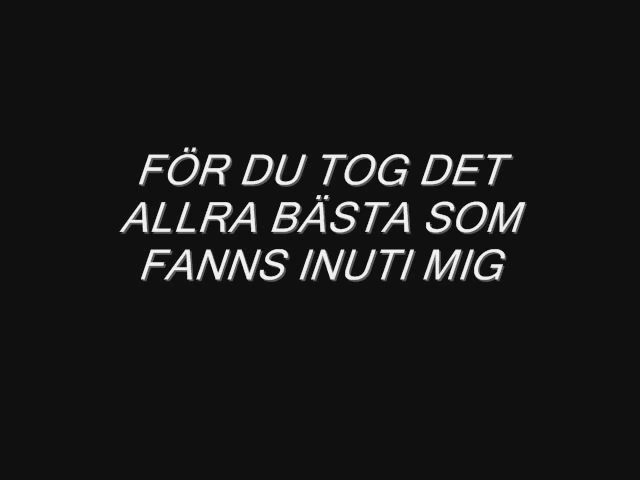 FÖR DU TOG DET
ALLRA BÄSTA SOM
FANNS INUTI MIG